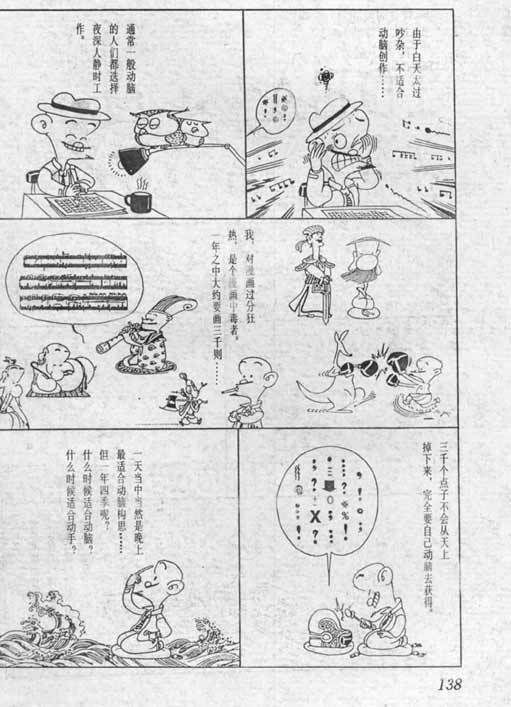 由于白天太过
吵杂，不适合
动脑创作……
通常一般动脑
的人们都选择
夜深人静时工
作。
我，对漫画过分狂
热，是个漫画中毒者。
一年之中大约要画三千则……
三千个点子不会从天上
掉下来，完全要自己动脑去获得。
一天当中当然是晚上
最适合动脑构思……
但一年四季呢？
什么时候适合动脑？
什么时候适合动手？
138